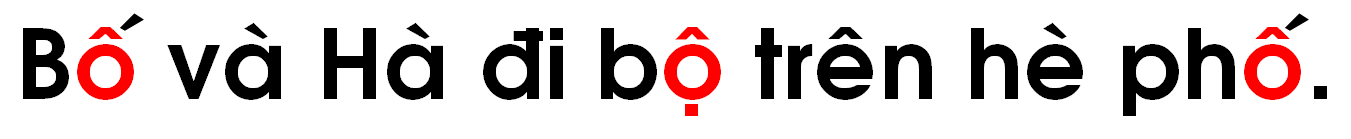 Bố và Hà đi bộ trên hè phố.